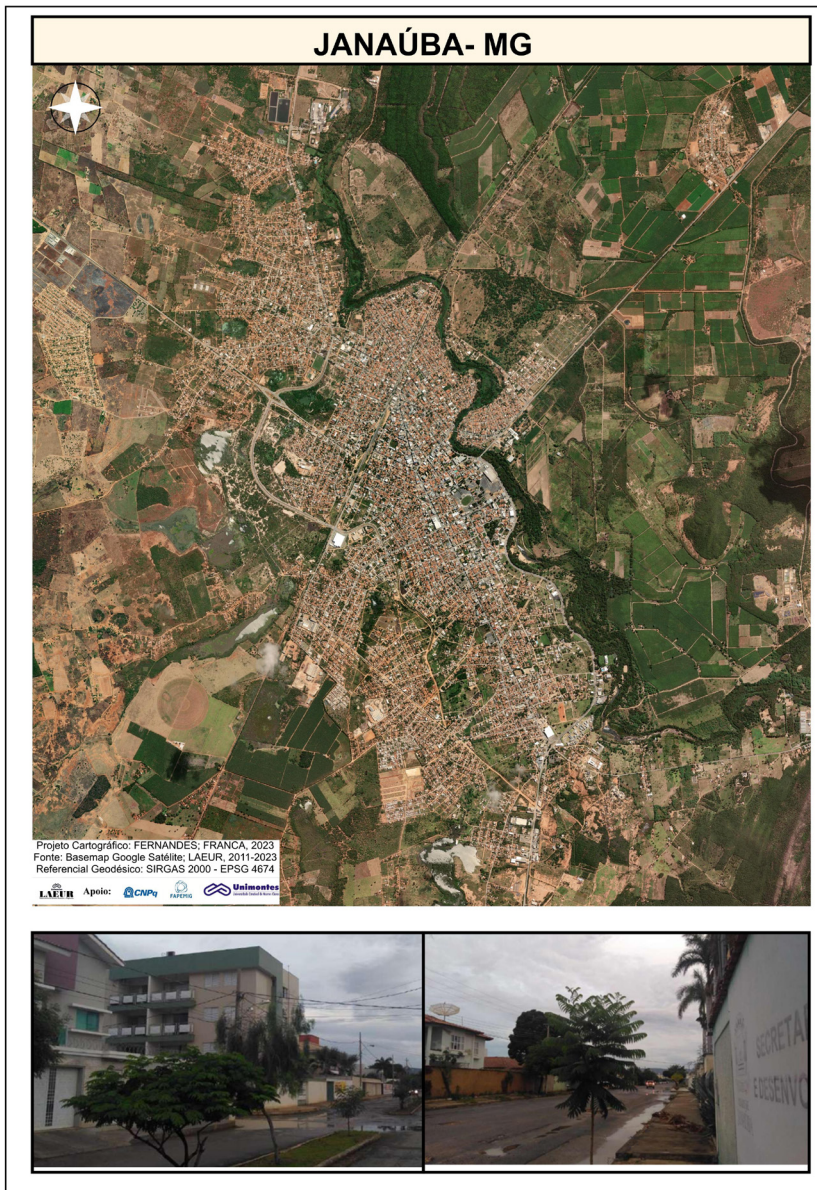 JANAÚBA- MG
Projeto Cartográfico: FERNANDES; FRANCA, 2023
Fonte: Basemap Google Satélite; LAEUR, 2011-2023
Referencial Geodésico: SIRGAS 2000 - EPSG 4674
LAEUR Apoio: CNPq FAPEMIG Unimontes
SECRETA
E DESENVO